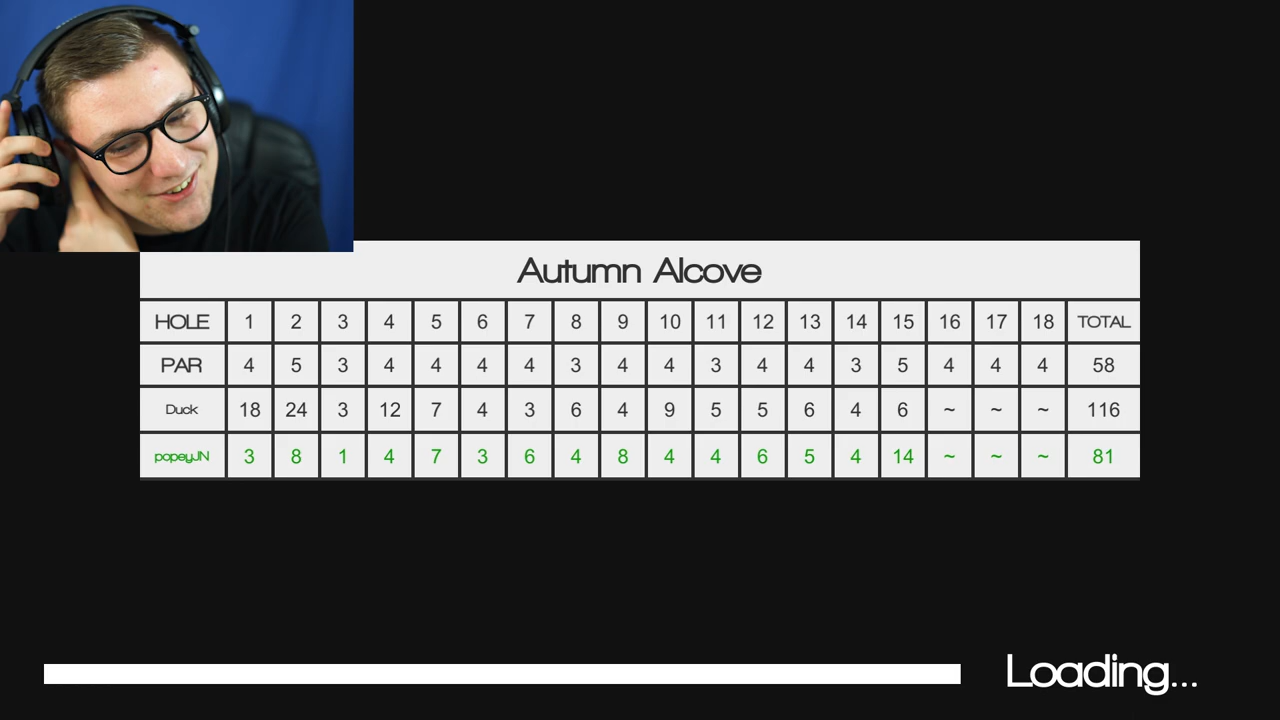 Autumn Alcove
HOLE 1 2 3 4 5 6 7 8 9 10 11 12 13 14 15 16 17 18 TOTAL
PAR 4 5 3 4 4 4 4 3 4 4 3 4 4 3 5 4 4 4 58
Duck 18 24 3 12 7 4 3 6 4 9 5 5 6 4 6 ~ ~ ~ 116
popeyJN 3 8 1 4 7 3 6 4 8 4 4 6 5 4 14 ~ ~ ~ 81
Loading...